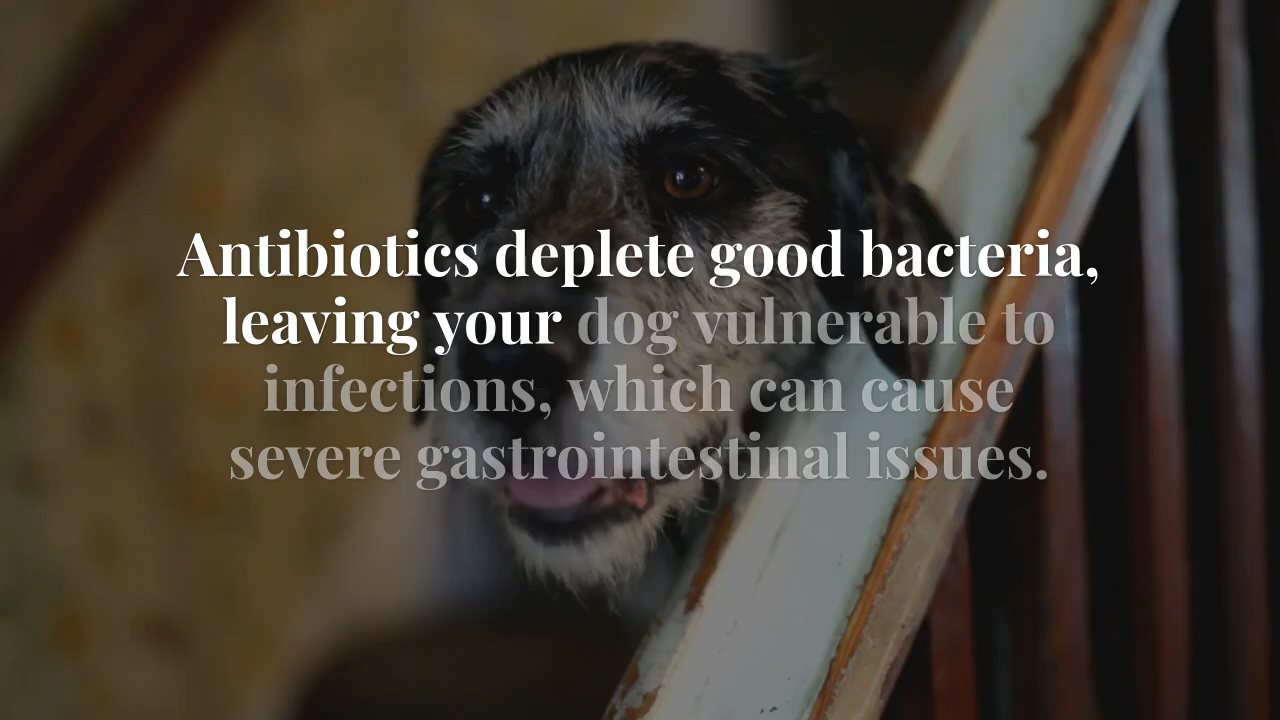 Antibiotics deplete good bacteria,
leaving your dog vulnerable to
infections, which can cause
severe gastrointestinal issues.